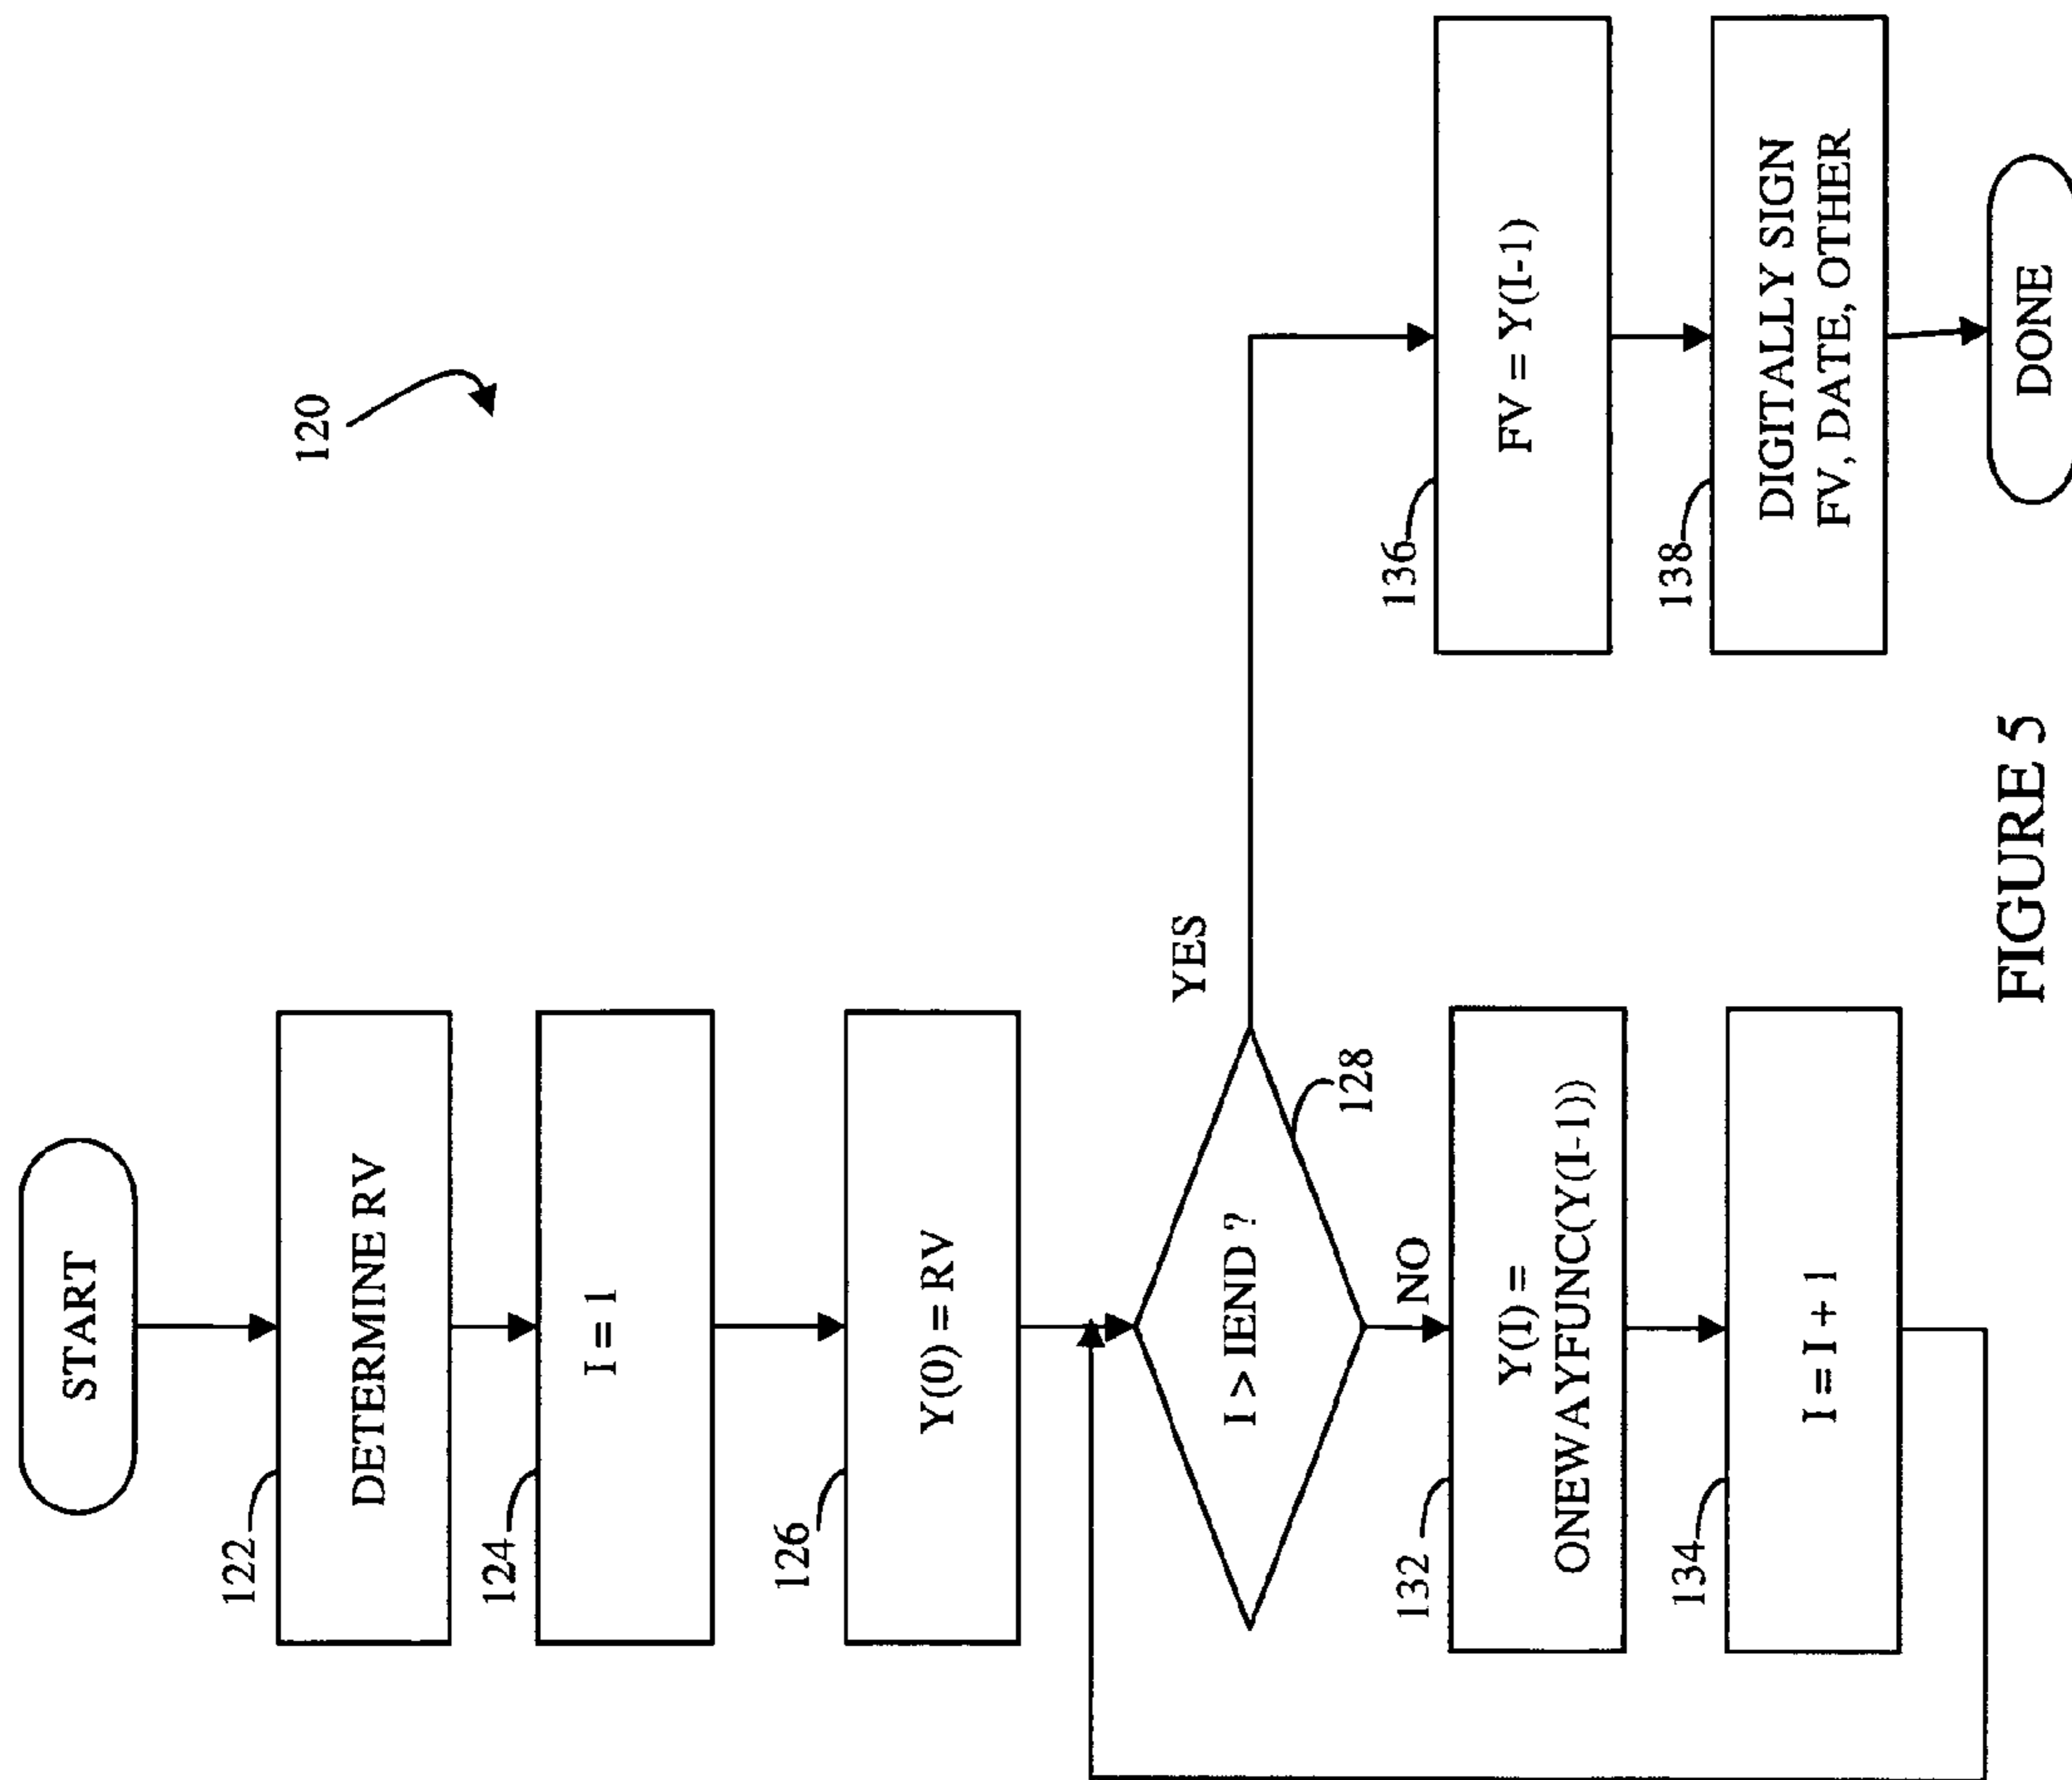 120
START
122
DETERMINE RV
124
I = 1
126
Y(0) = RV
I > IEND ?
128
YES
NO
132
Y(I) =
ONEWAYFUNC(Y(I-1))
134
I = I + 1
136
FV = Y(I-1)
138
DIGITALLY SIGN
FV, DATE, OTHER
DONE
FIGURE 5